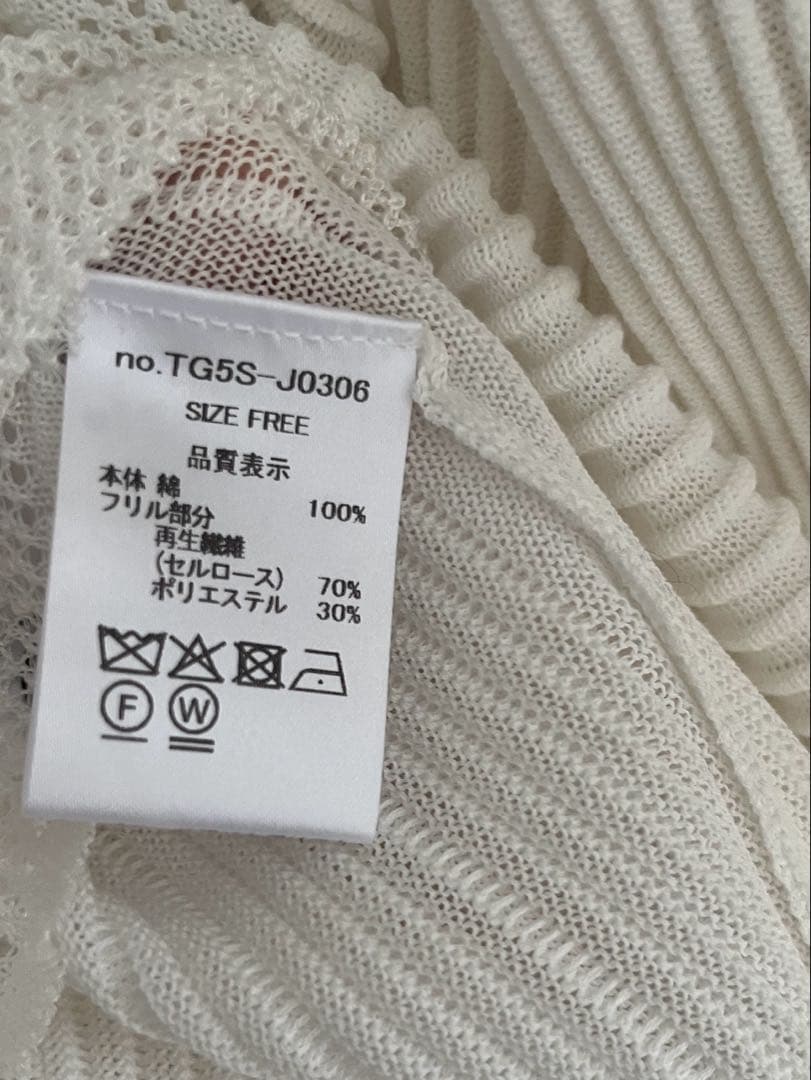 no.TG5S-J0306
SIZE FREE
品質表示
本体 綿 100%
フリル部分
再生繊維
(セルロース) 70%
ポリエステル 30%
F W